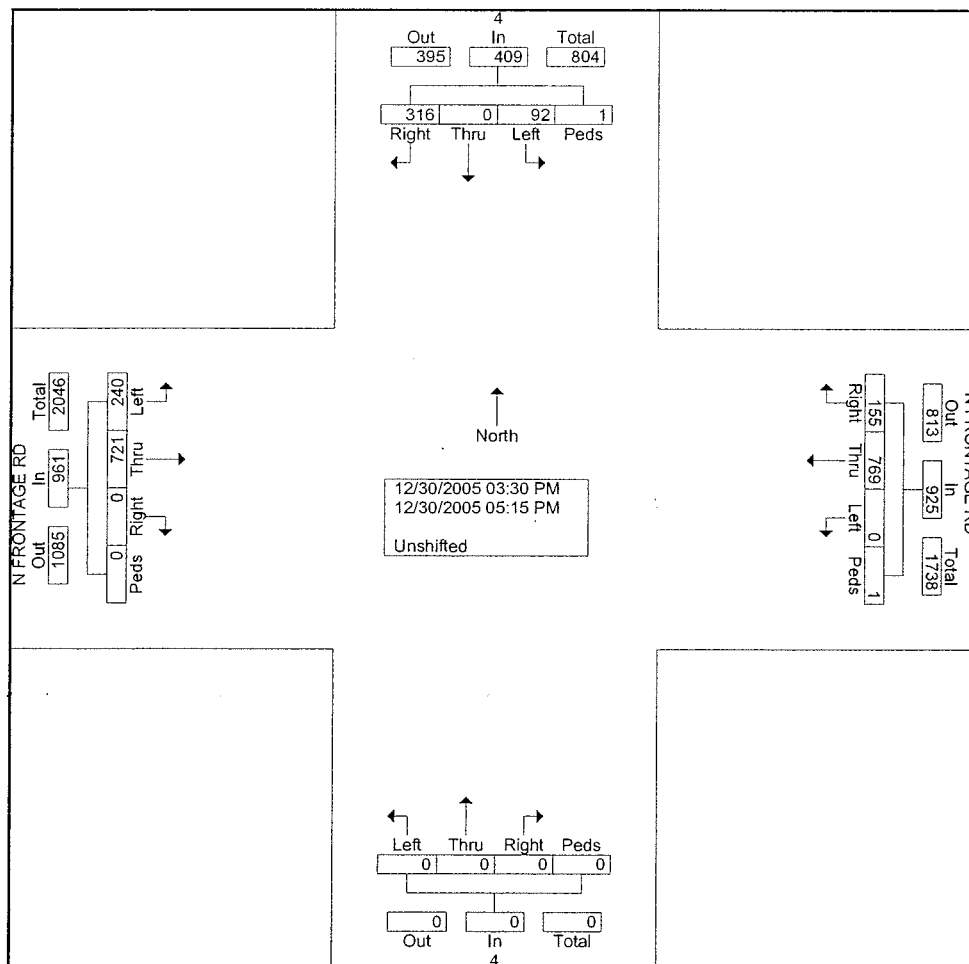 4
Out In Total
395 409 804
316 0 92 1
Right Thru Left Peds
N FRONTAGE RD
Total In Out
2046 961 1085
240 721 0 0
Left Thru Right Peds
North
12/30/2005 03:30 PM
12/30/2005 05:15 PM
Unshifted
Right Thru Left Peds
155 769 0 1
813 925 1738
Out In Total
N FRONTAGE RD
Left Thru Right Peds
0 0 0 0
0 0 0
Out In Total
4